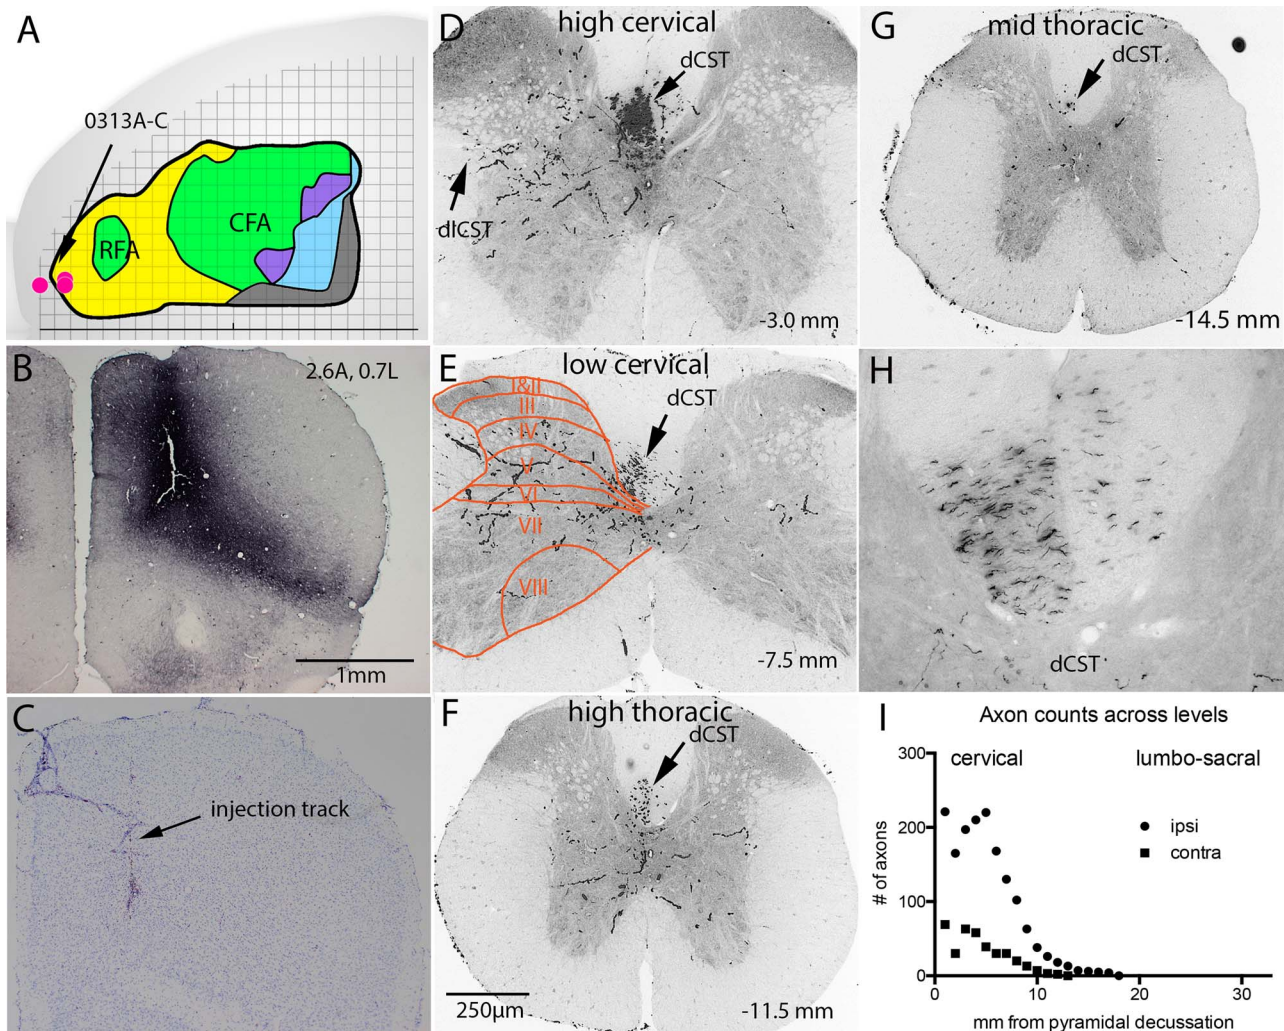 A
0313A-C
CFA
RFA
B
2.6A, 0.7L
1mm
C
injection track
D
high cervical
dCST
dlCST
-3.0 mm
E
low cervical
dCST
I&II
III
IV
V
VI
VII
VIII
-7.5 mm
F
high thoracic
dCST
250μm
-11.5 mm
G
mid thoracic
dCST
-14.5 mm
H
dCST
I
Axon counts across levels
300
cervical
lumbo-sacral
ipsi
contra
200
100
0
# of axons
0
10
20
30
mm from pyramidal decussation